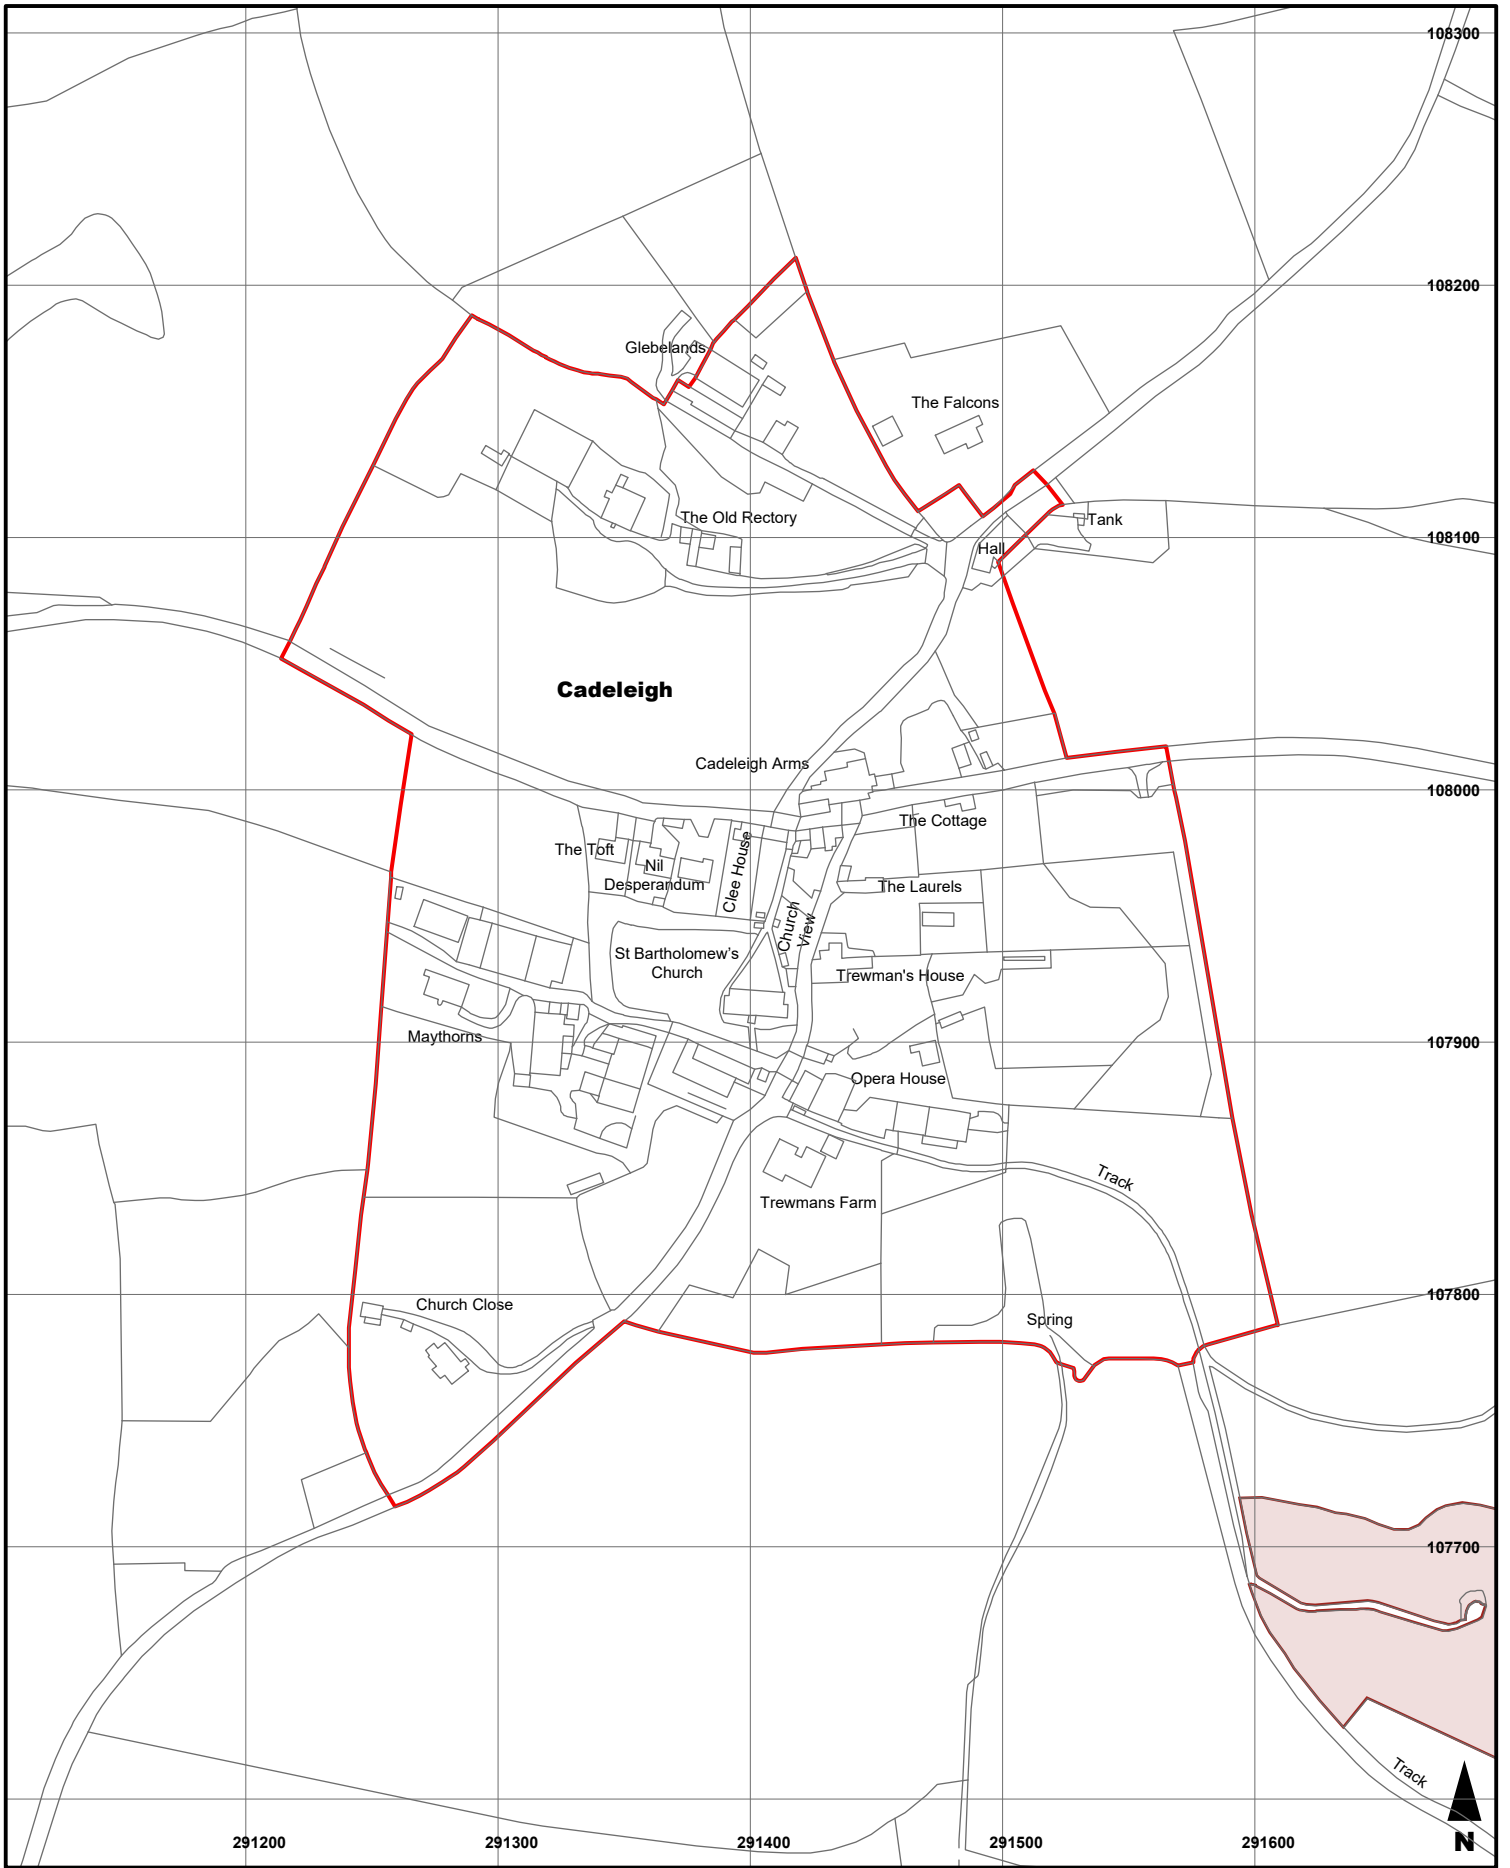 108300
108200
Glebelands
The Falcons
The Old Rectory
Tank
108100
Hall
Cadeleigh
Cadeleigh Arms
108000
The Cottage
The Toft
Nil
Desperandum
Clee House
The Laurels
Church
View
St Bartholomew's
Church
Trewman's House
Maythorns
107900
Opera House
Track
Trewmans Farm
Church Close
107800
Spring
107700
Track
291200
291300
291400
291500
291600
N